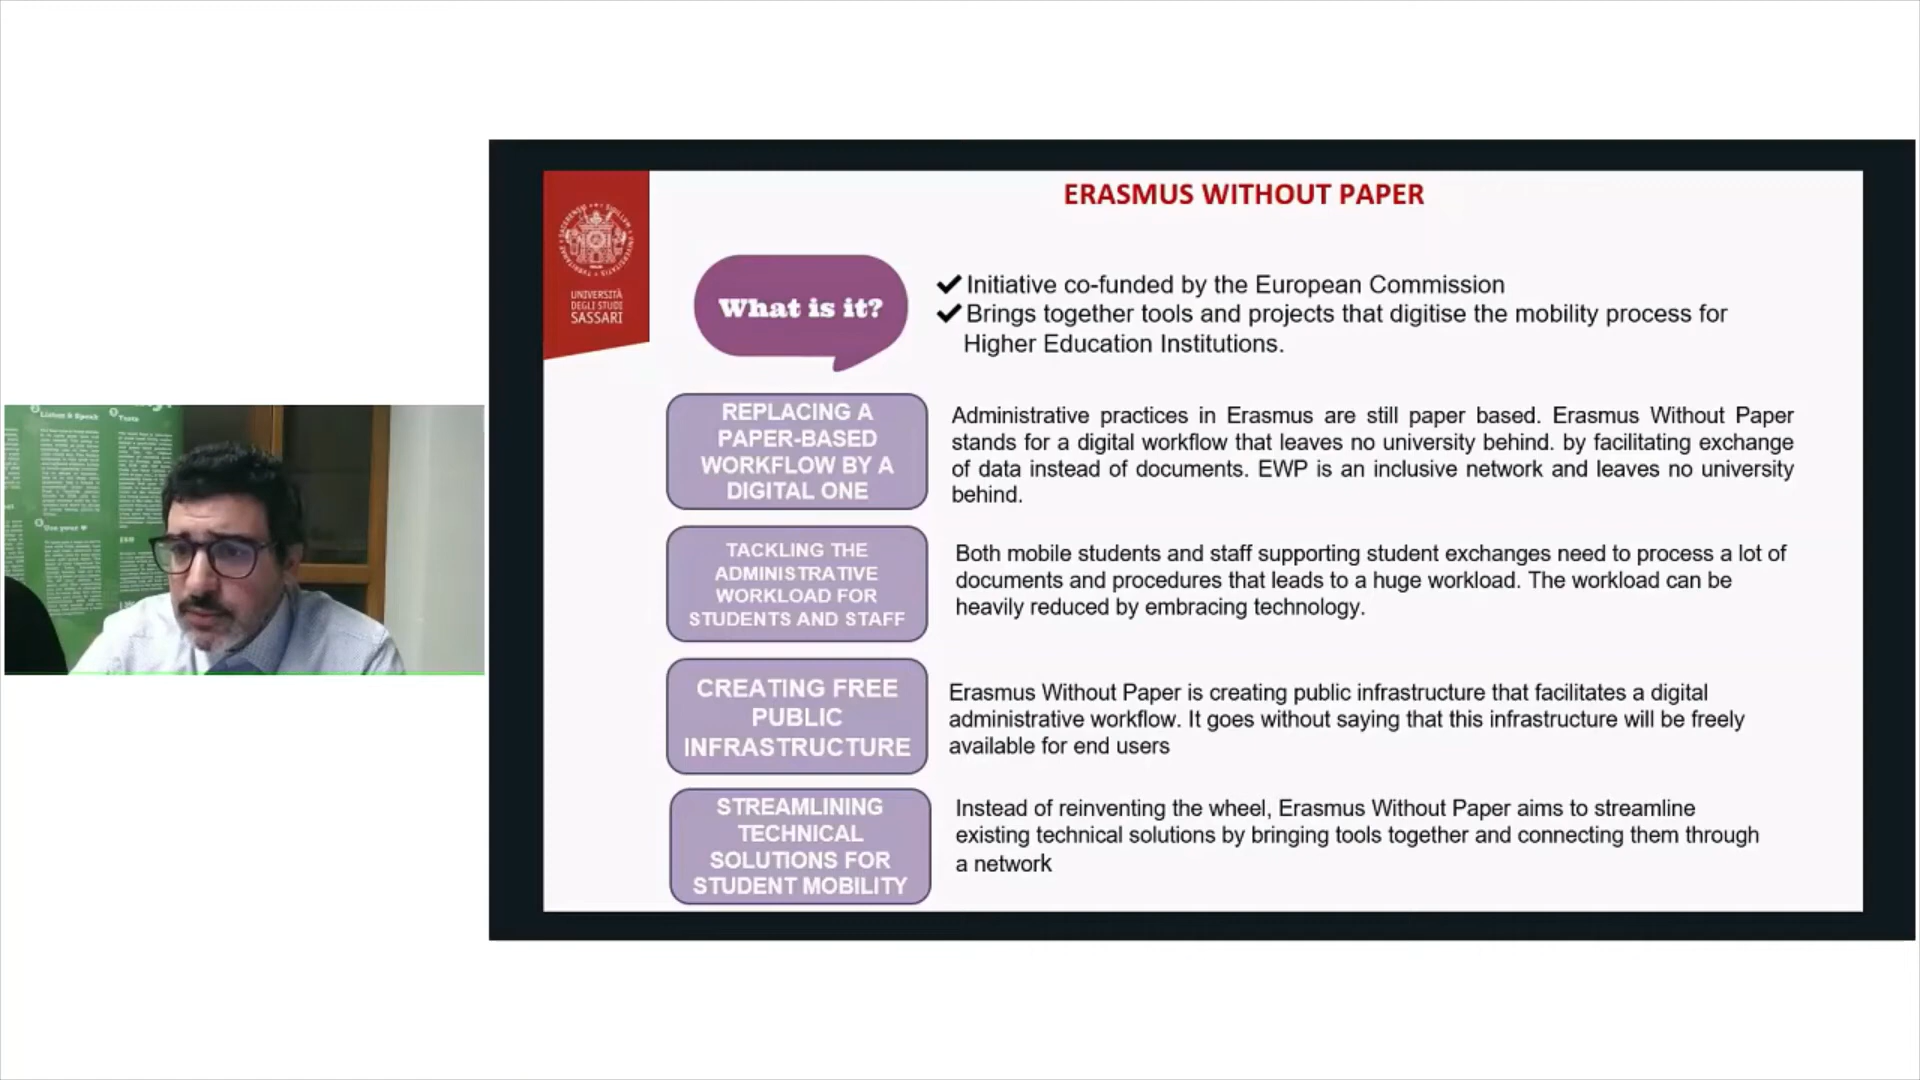 ERASMUS WITHOUT PAPER
UNIVERSITÀ
DEGLI STUDI
SASSARI
What is it?
✔Initiative co-funded by the European Commission
✔Brings together tools and projects that digitise the mobility process for
Higher Education Institutions.
REPLACING A
PAPER-BASED
WORKFLOW BY A
DIGITAL ONE
Administrative practices in Erasmus are still paper based. Erasmus Without Paper
stands for a digital workflow that leaves no university behind. by facilitating exchange
of data instead of documents. EWP is an inclusive network and leaves no university
behind.
TACKLING THE
ADMINISTRATIVE
WORKLOAD FOR
STUDENTS AND STAFF
Both mobile students and staff supporting student exchanges need to process a lot of
documents and procedures that leads to a huge workload. The workload can be
heavily reduced by embracing technology.
CREATING FREE
PUBLIC
INFRASTRUCTURE
Erasmus Without Paper is creating public infrastructure that facilitates a digital
administrative workflow. It goes without saying that this infrastructure will be freely
available for end users
STREAMLINING
TECHNICAL
SOLUTIONS FOR
STUDENT MOBILITY
Instead of reinventing the wheel, Erasmus Without Paper aims to streamline
existing technical solutions by bringing tools together and connecting them through
a network
Listen & Speak
Texts
Use your ♥